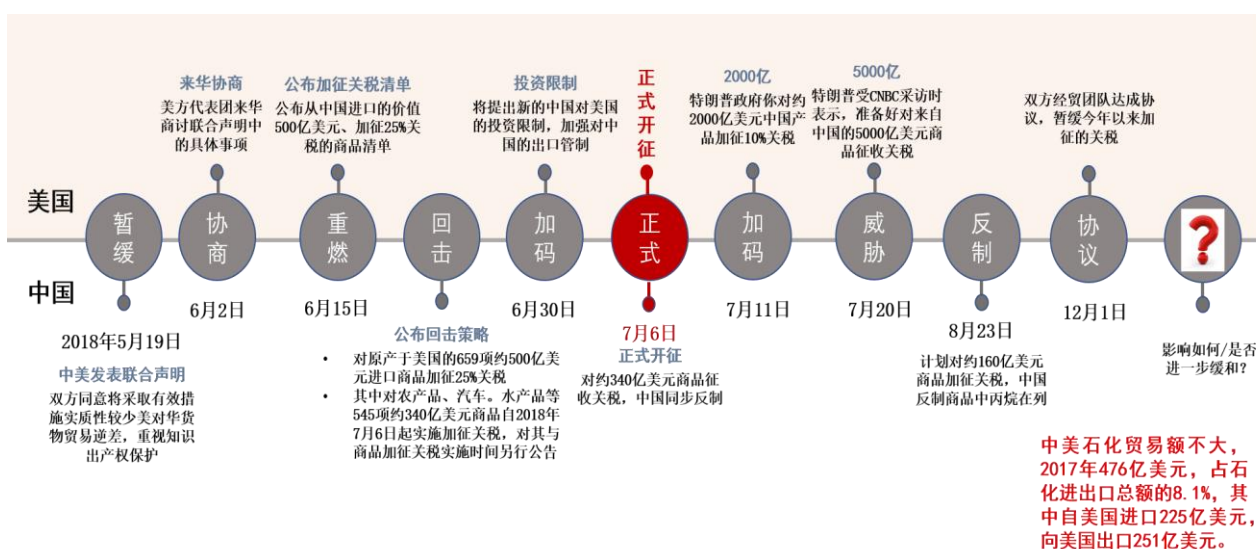 来华协商
美方代表团来华
商讨联合声明中
的具体事项
公布加征关税清单
公布从中国进口的价值
500亿美元、加征25%关
税的商品清单
投资限制
将提出新的中国对美国
的投资限制，加强对中
国的出口管制
正式开征
2000亿
特朗普政府你对约
2000亿美元中国产
品加征10%关税
5000亿
特朗普受CNBC采访时
表示，准备好对来自
中国的5000亿美元商
品征收关税
双方经贸团队达成协
议，暂缓今年以来加
征的关税
美国
中国
暂缓
协商
重燃
回击
加码
正式
加码
威胁
反制
协议
?
2018年5月19日
中美发表联合声明
双方同意将采取有效措
施实质性较少美对华货
物贸易逆差，重视知识
出产权保护
6月2日
6月15日
公布回击策略
• 对原产于美国的659项约500亿美
元进口商品加征25%关税
• 其中对农产品、汽车。水产品等
545项约340亿美元商品自2018年
7月6日起实施加征关税，对其与
商品加征关税实施时间另行公告
6月30日
7月6日
正式开征
对约340亿美元商品征
收关税，中国同步反制
7月11日
7月20日
8月23日
计划对约160亿美元
商品加征关税，中国
反制商品中丙烷在列
12月1日
影响如何/是否
进一步缓和？
中美石化贸易额不大，
2017年476亿美元，占石
化进出口总额的8.1%，其
中自美国进口225亿美元，
向美国出口251亿美元。